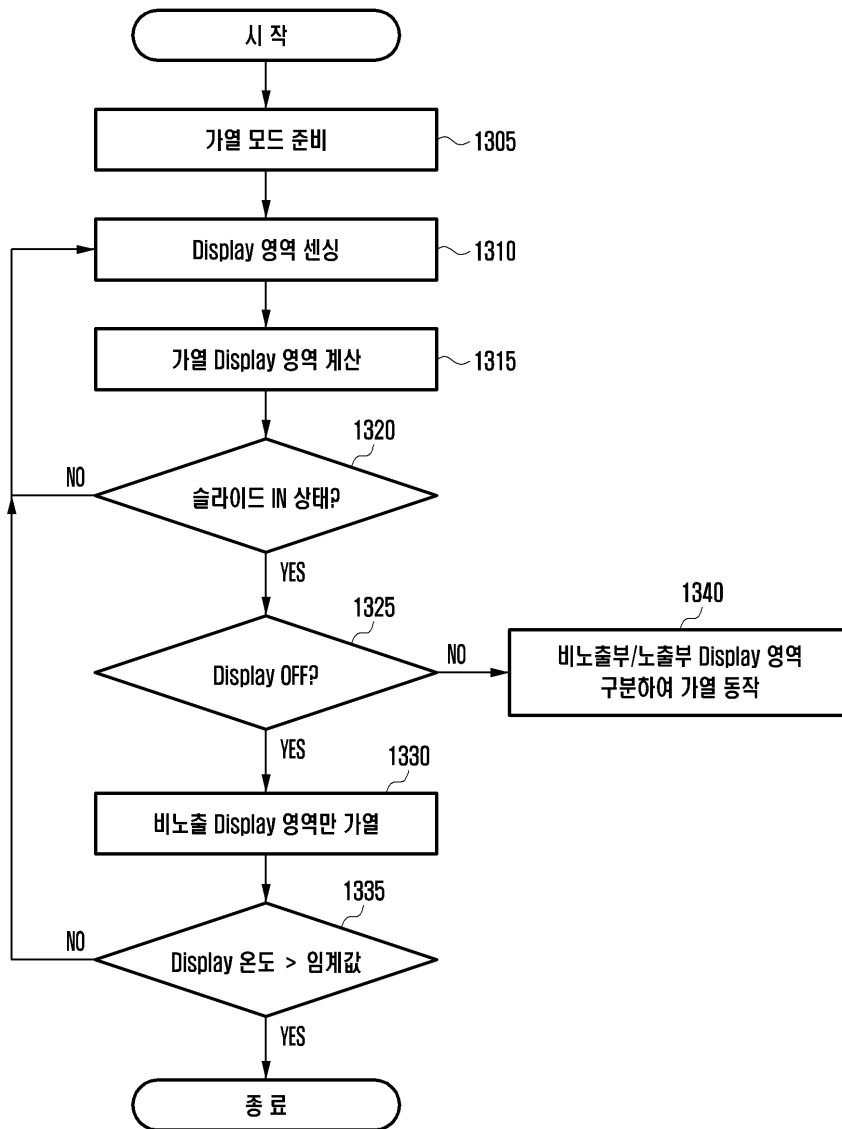 시 작
가열 모드 준비
1305
Display 영역 센싱
1310
가열 Display 영역 계산
1315
1320
NO
슬라이드 IN 상태?
YES
1325
Display OFF?
NO
1340
비노출부/노출부 Display 영역
구분하여 가열 동작
YES
1330
비노출 Display 영역만 가열
1335
NO
Display 온도 > 임계값
YES
종 료